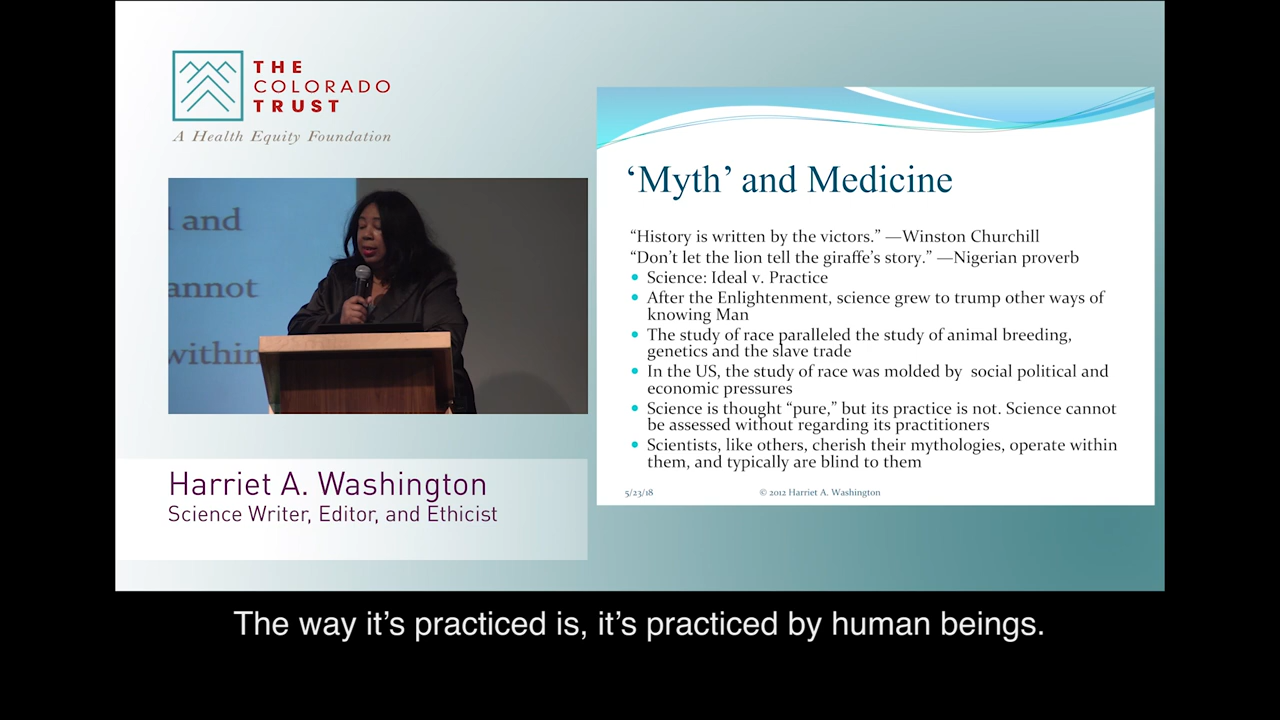 THE
COLORADO
TRUST
A Health Equity Foundation
l and
annot
within
Harriet A. Washington
Science Writer, Editor, and Ethicist
‘Myth’ and Medicine
“History is written by the victors.” —Winston Churchill
“Don’t let the lion tell the giraffe’s story.” —Nigerian proverb
• Science: Ideal v. Practice
• After the Enlightenment, science grew to trump other ways of
knowing Man
• The study of race paralleled the study of animal breeding,
genetics and the slave trade
• In the US, the study of race was molded by  social political and
economic pressures
• Science is thought “pure,” but its practice is not. Science cannot
be assessed without regarding its practitioners
• Scientists, like others, cherish their mythologies, operate within
them, and typically are blind to them
5/23/18
© 2012 Harriet A. Washington
The way it’s practiced is, it’s practiced by human beings.